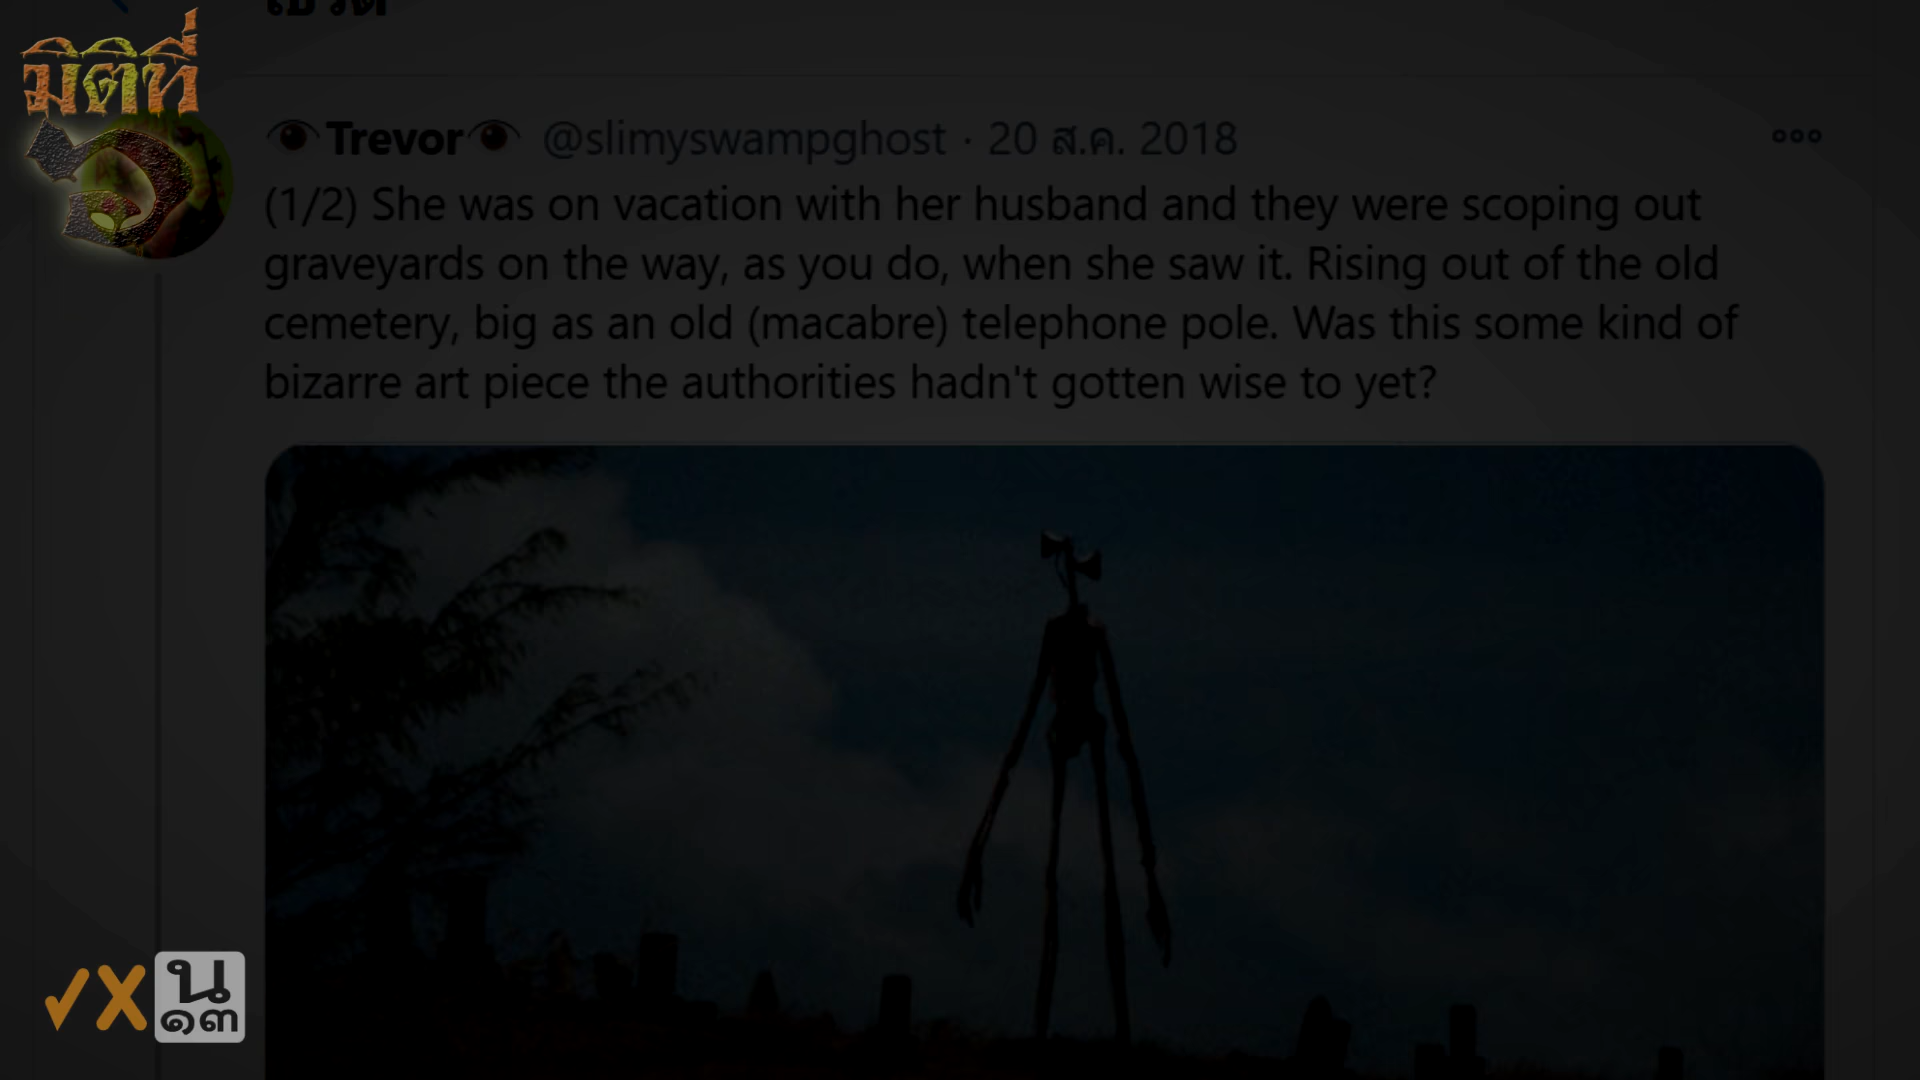 มิติที่
๖
👁Trevor👁 @slimyswampghost · 20 ส.ค. 2018
(1/2) She was on vacation with her husband and they were scoping out
graveyards on the way, as you do, when she saw it. Rising out of the old
cemetery, big as an old (macabre) telephone pole. Was this some kind of
bizarre art piece the authorities hadn't gotten wise to yet?
น
๑๓